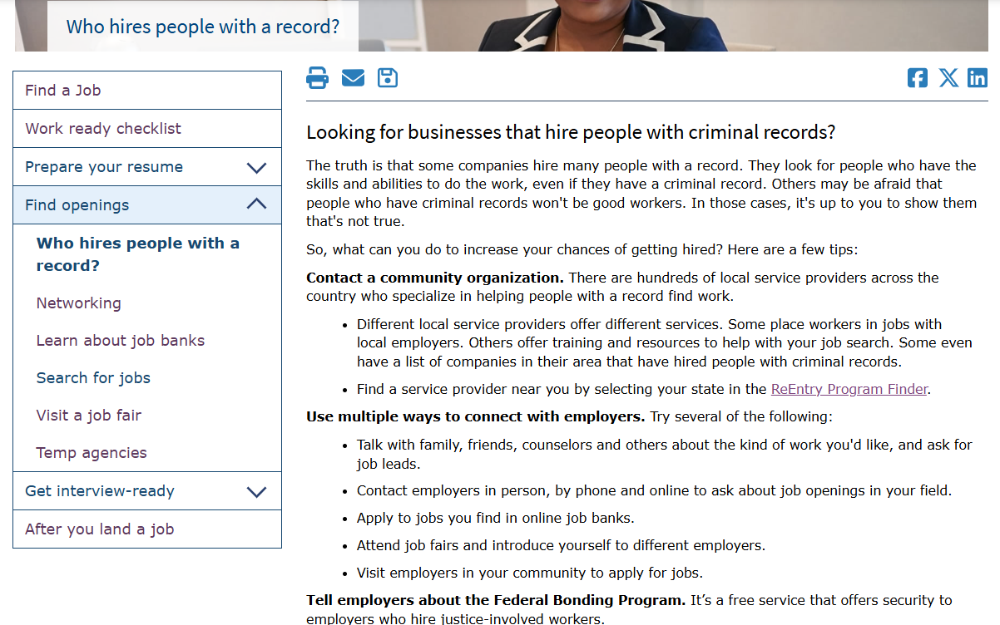 Who hires people with a record?
Find a Job
Work ready checklist
Prepare your resume
Find openings
Who hires people with a
record?
Networking
Learn about job banks
Search for jobs
Visit a job fair
Temp agencies
Get interview-ready
After you land a job
Looking for businesses that hire people with criminal records?
The truth is that some companies hire many people with a record. They look for people who have the
skills and abilities to do the work, even if they have a criminal record. Others may be afraid that
people who have criminal records won't be good workers. In those cases, it's up to you to show them
that's not true.
So, what can you do to increase your chances of getting hired? Here are a few tips:
Contact a community organization. There are hundreds of local service providers across the
country who specialize in helping people with a record find work.
• Different local service providers offer different services. Some place workers in jobs with
local employers. Others offer training and resources to help with your job search. Some even
have a list of companies in their area that have hired people with criminal records.
• Find a service provider near you by selecting your state in the ReEntry Program Finder.
Use multiple ways to connect with employers. Try several of the following:
• Talk with family, friends, counselors and others about the kind of work you'd like, and ask for
job leads.
• Contact employers in person, by phone and online to ask about job openings in your field.
• Apply to jobs you find in online job banks.
• Attend job fairs and introduce yourself to different employers.
• Visit employers in your community to apply for jobs.
Tell employers about the Federal Bonding Program. It’s a free service that offers security to
employers who hire justice-involved workers.